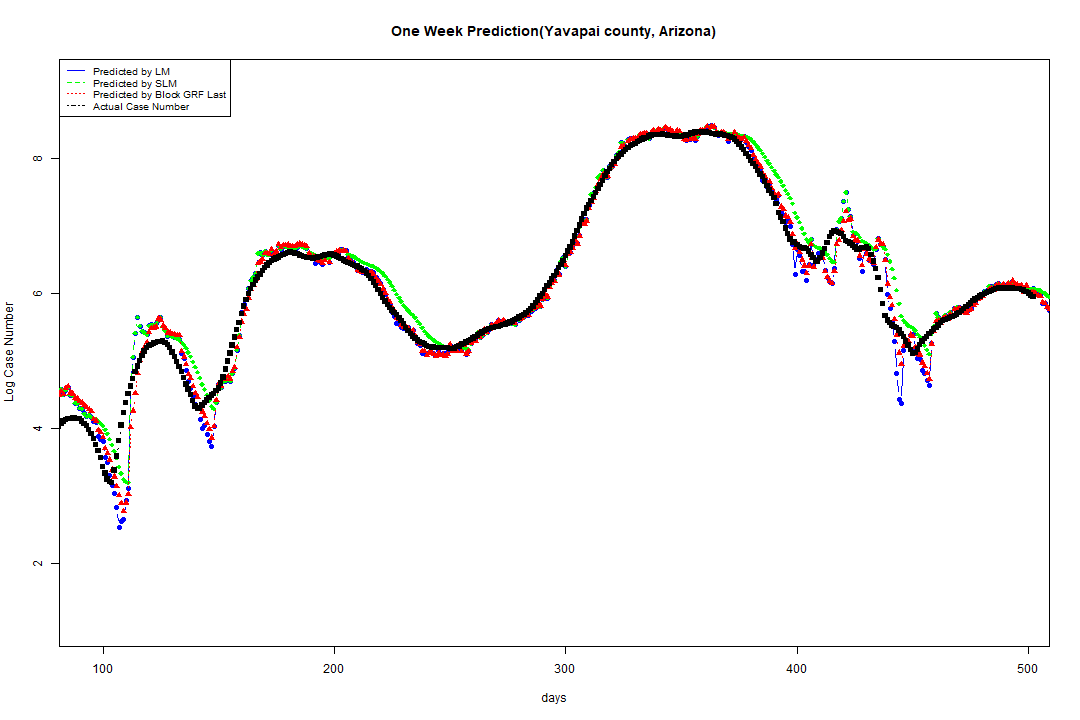 One Week Prediction(Yavapai county, Arizona)
Predicted by LM
Predicted by SLM
Predicted by Block GRF Last
Actual Case Number
Log Case Number
8
6
4
2
100 200 300 400 500
days